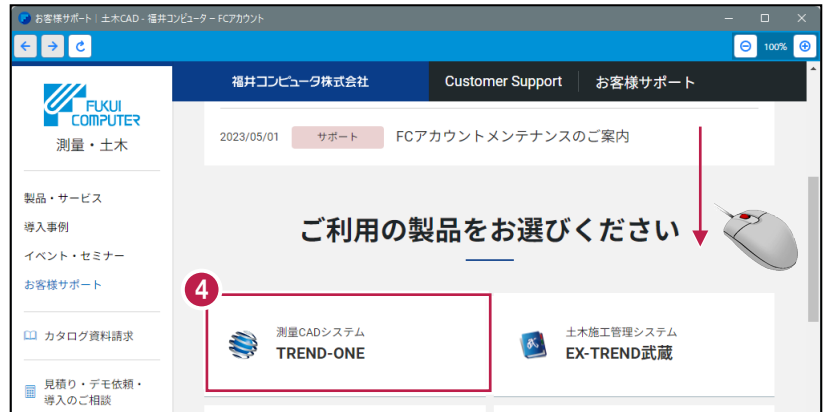 お客様サポート｜土木CAD - 福井コンピュータ – FCアカウント
100%
福井コンピュータ株式会社
Customer Support
お客様サポート
FUKUI
COMPUTER
測量・土木
2023/05/01 サポート FCアカウントメンテナンスのご案内
製品・サービス
導入事例
イベント・セミナー
お客様サポート
カタログ資料請求
見積り・デモ依頼・
導入のご相談
ご利用の製品をお選びください
4
測量CADシステム
TREND-ONE
土木施工管理システム
EX-TREND武蔵